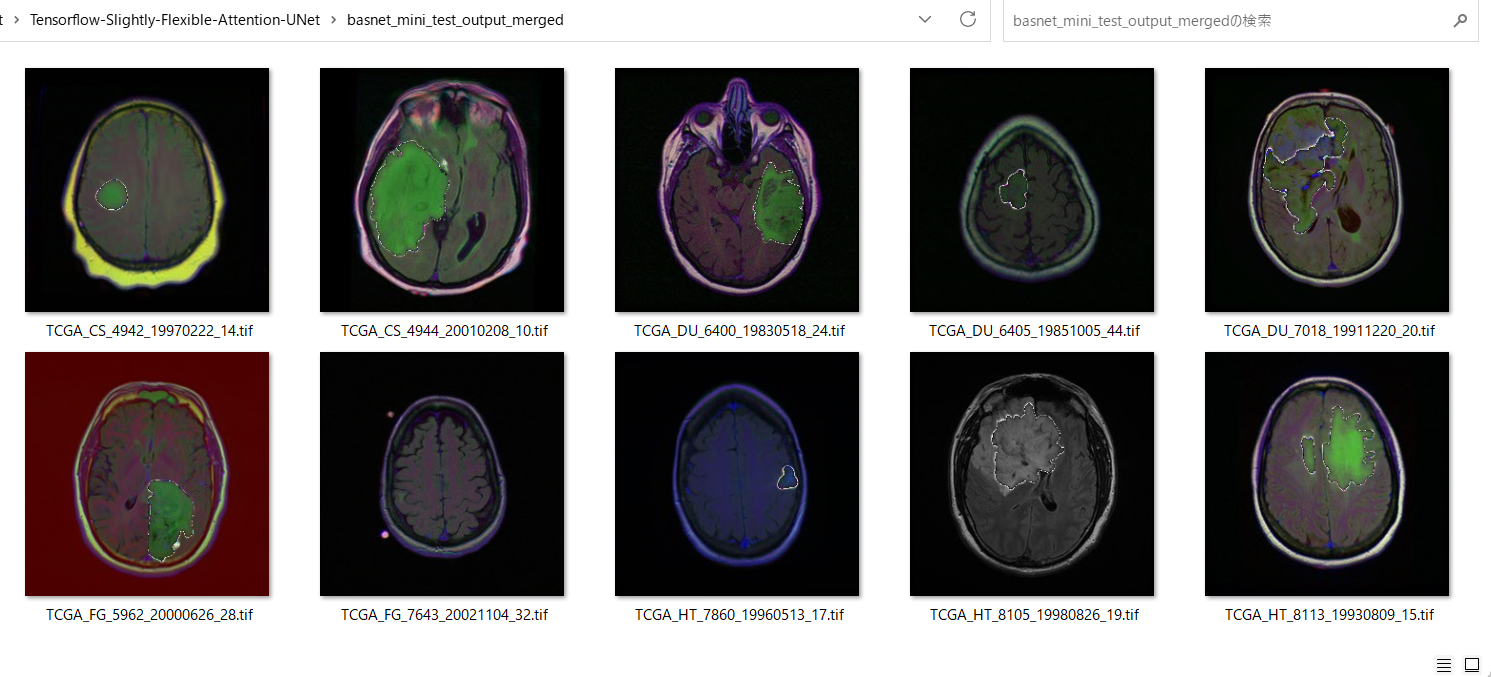 t › Tensorflow-Slightly-Flexible-Attention-UNet › basnet_mini_test_output_merged
basnet_mini_test_output_mergedの検索
TCGA_CS_4942_19970222_14.tif
TCGA_CS_4944_20010208_10.tif
TCGA_DU_6400_19830518_24.tif
TCGA_DU_6405_19851005_44.tif
TCGA_DU_7018_19911220_20.tif
TCGA_FG_5962_20000626_28.tif
TCGA_FG_7643_20021104_32.tif
TCGA_HT_7860_19960513_17.tif
TCGA_HT_8105_19980826_19.tif
TCGA_HT_8113_19930809_15.tif